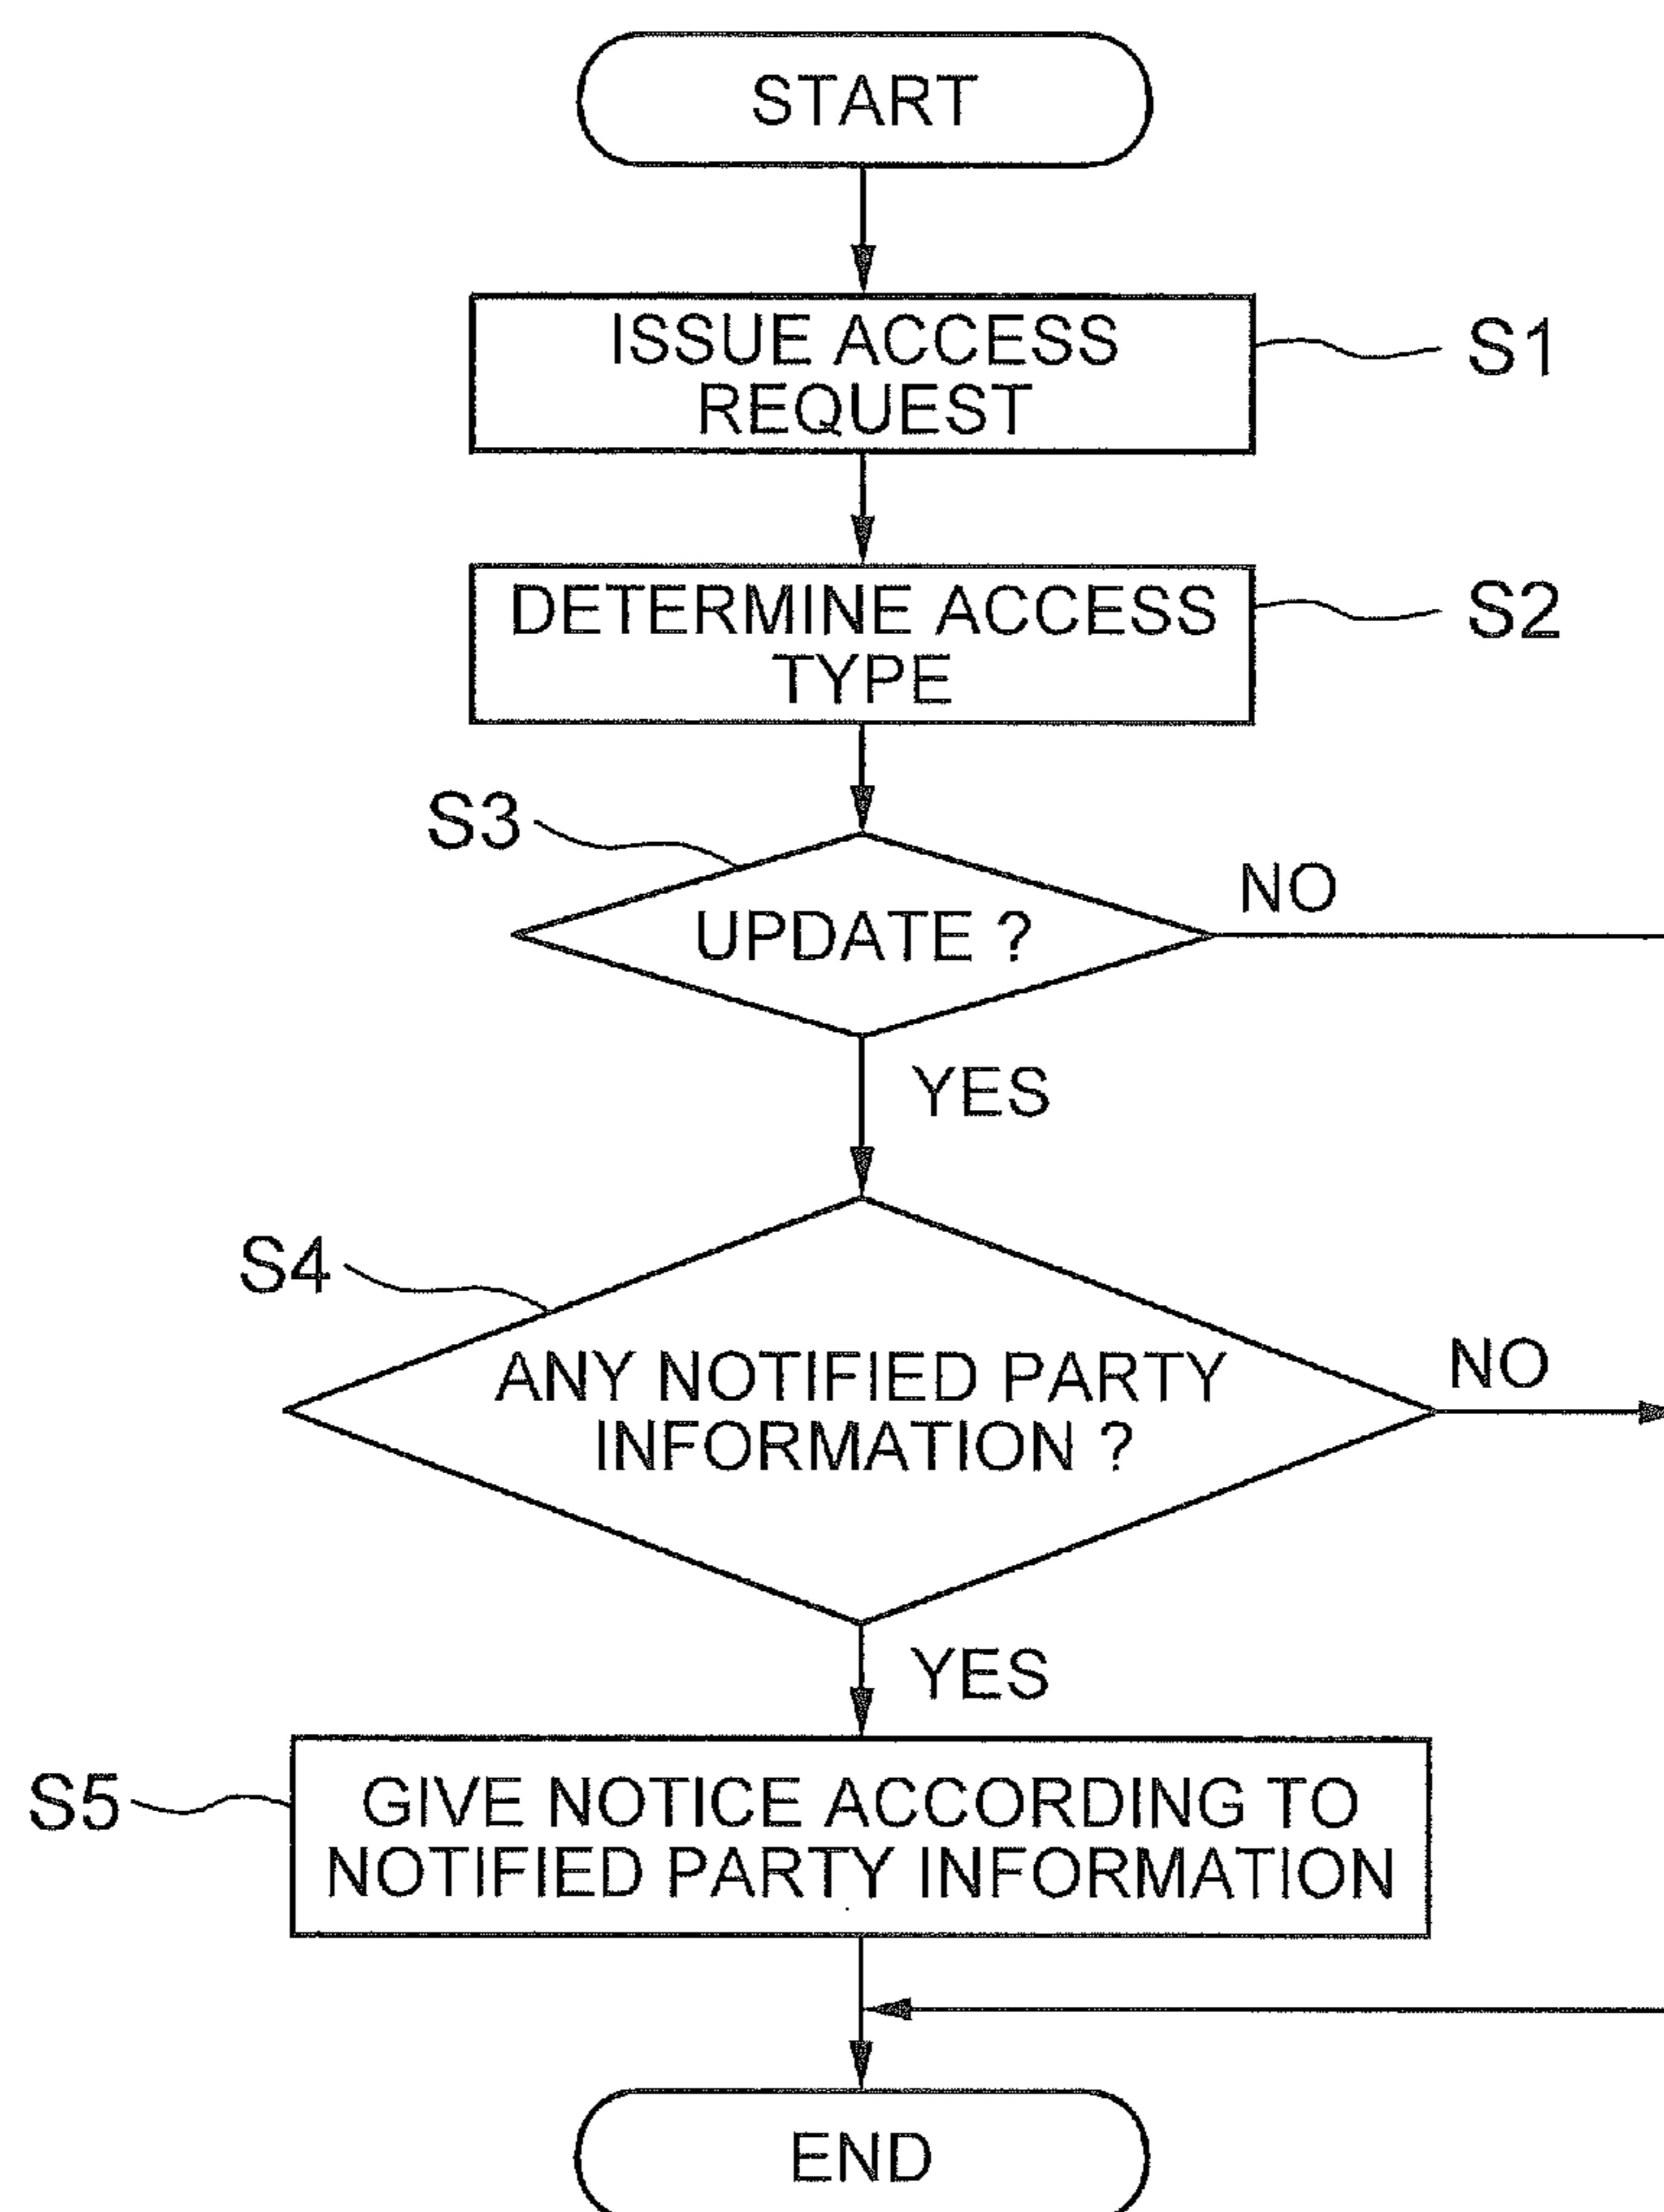 START
ISSUE ACCESS
REQUEST
S1
DETERMINE ACCESS
TYPE
S2
S3
UPDATE ?
NO
YES
S4
ANY NOTIFIED PARTY
INFORMATION ?
NO
YES
S5
GIVE NOTICE ACCORDING TO
NOTIFIED PARTY INFORMATION
END